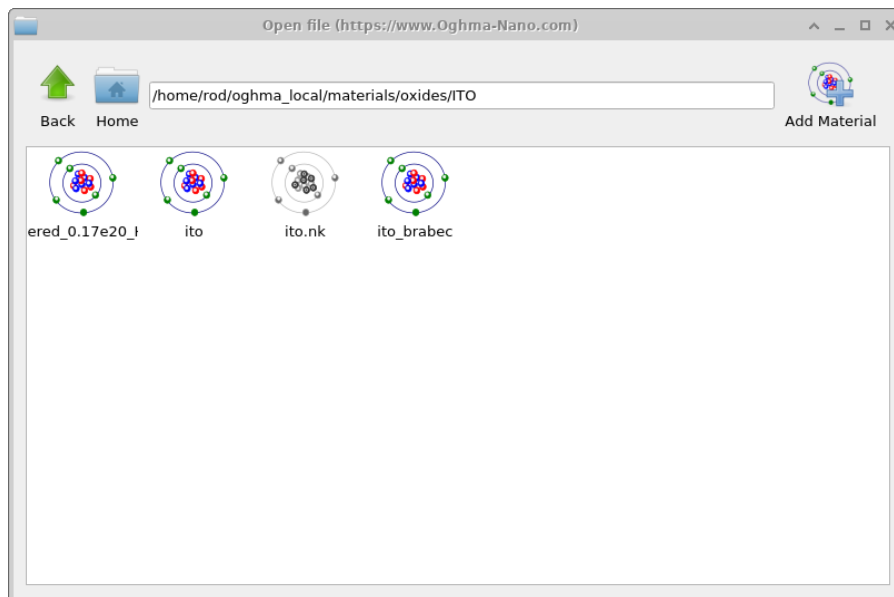 Open file (https://www.Oghma-Nano.com)
/home/rod/oghma_local/materials/oxides/ITO
Back
Home
Add Material
ered_0.17e20_H
ito
ito.nk
ito_brabec